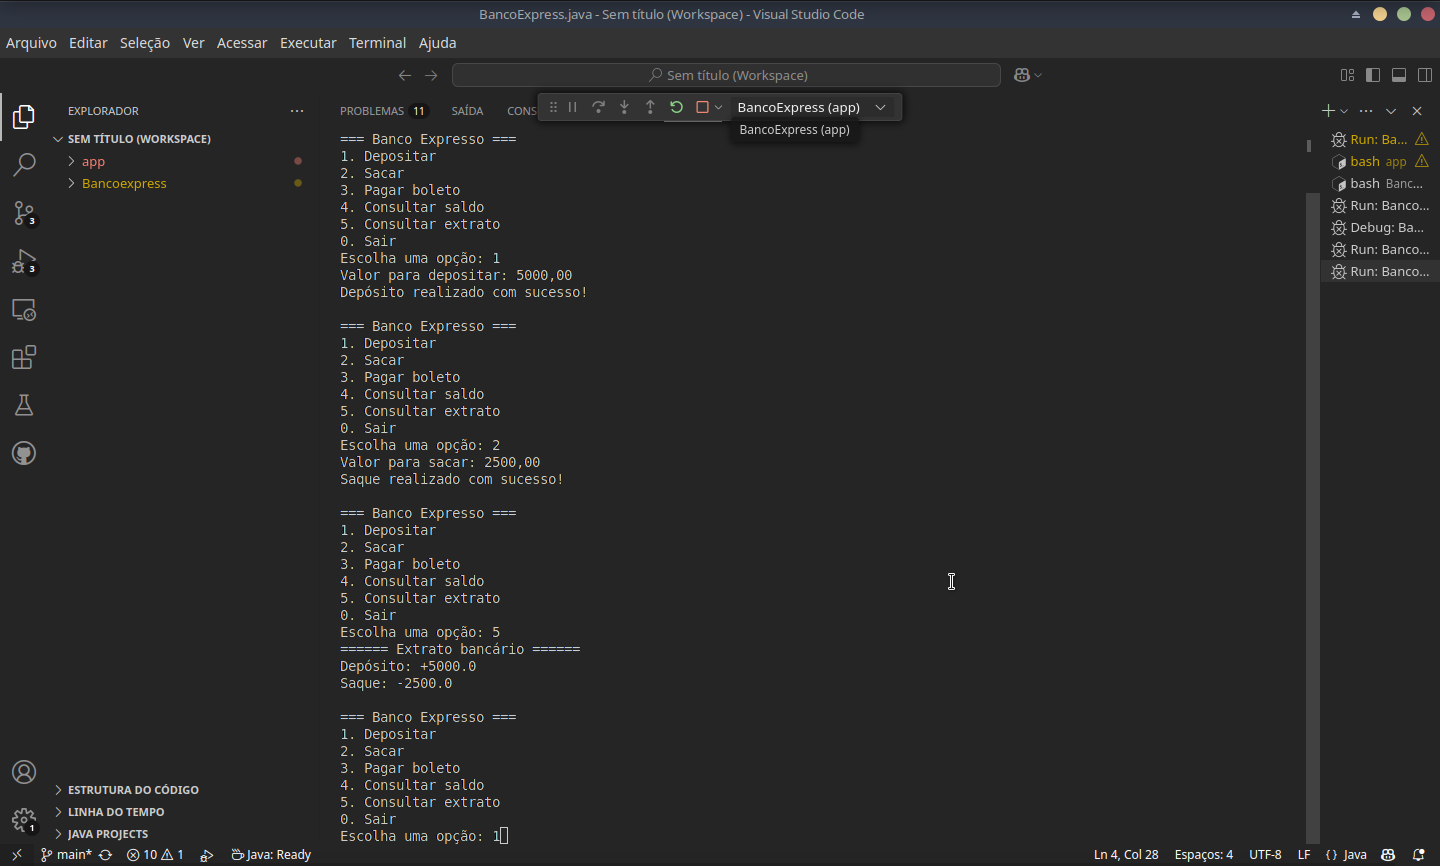 BancoExpress.java - Sem título (Workspace) - Visual Studio Code
Arquivo Editar Seleção Ver Acessar Executar Terminal Ajuda
Sem título (Workspace)
EXPLORADOR
SEM TÍTULO (WORKSPACE)
app
Bancoexpress
3
3
1
ESTRUTURA DO CÓDIGO
LINHA DO TEMPO
JAVA PROJECTS
PROBLEMAS 11 SAÍDA CONS
BancoExpress (app)
BancoExpress (app)
=== Banco Expresso ===
1. Depositar
2. Sacar
3. Pagar boleto
4. Consultar saldo
5. Consultar extrato
0. Sair
Escolha uma opção: 1
Valor para depositar: 5000,00
Depósito realizado com sucesso!
=== Banco Expresso ===
1. Depositar
2. Sacar
3. Pagar boleto
4. Consultar saldo
5. Consultar extrato
0. Sair
Escolha uma opção: 2
Valor para sacar: 2500,00
Saque realizado com sucesso!
=== Banco Expresso ===
1. Depositar
2. Sacar
3. Pagar boleto
4. Consultar saldo
5. Consultar extrato
0. Sair
Escolha uma opção: 5
====== Extrato bancário ======
Depósito: +5000.0
Saque: -2500.0
=== Banco Expresso ===
1. Depositar
2. Sacar
3. Pagar boleto
4. Consultar saldo
5. Consultar extrato
0. Sair
Escolha uma opção: 1
Run: Ba...
bash app
bash Banc...
Run: Banco...
Debug: Ba...
Run: Banco...
Run: Banco...
main* 10 1 Java: Ready Ln 4, Col 28 Espaços: 4 UTF-8 LF {} Java